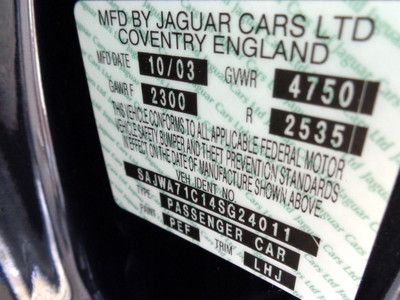 MFD BY JAGUAR CARS LTD
COVENTRY ENGLAND
MFD DATE 10/03 GVWR 4750
GAWR F 2300 R 2535
THIS VEHICLE CONFORMS TO ALL APPLICABLE FEDERAL MOTOR
VEHICLE SAFETY BUMPER AND THEFT PREVENTION STANDARDS
IN EFFECT ON THE DATE OF MANUFACTURE SHOWN ABOVE.
VEH. IDENT NO.
SAJWA71C14SG24011
TYPE PASSENGER CAR
PAINT PEF TRIM LHJ